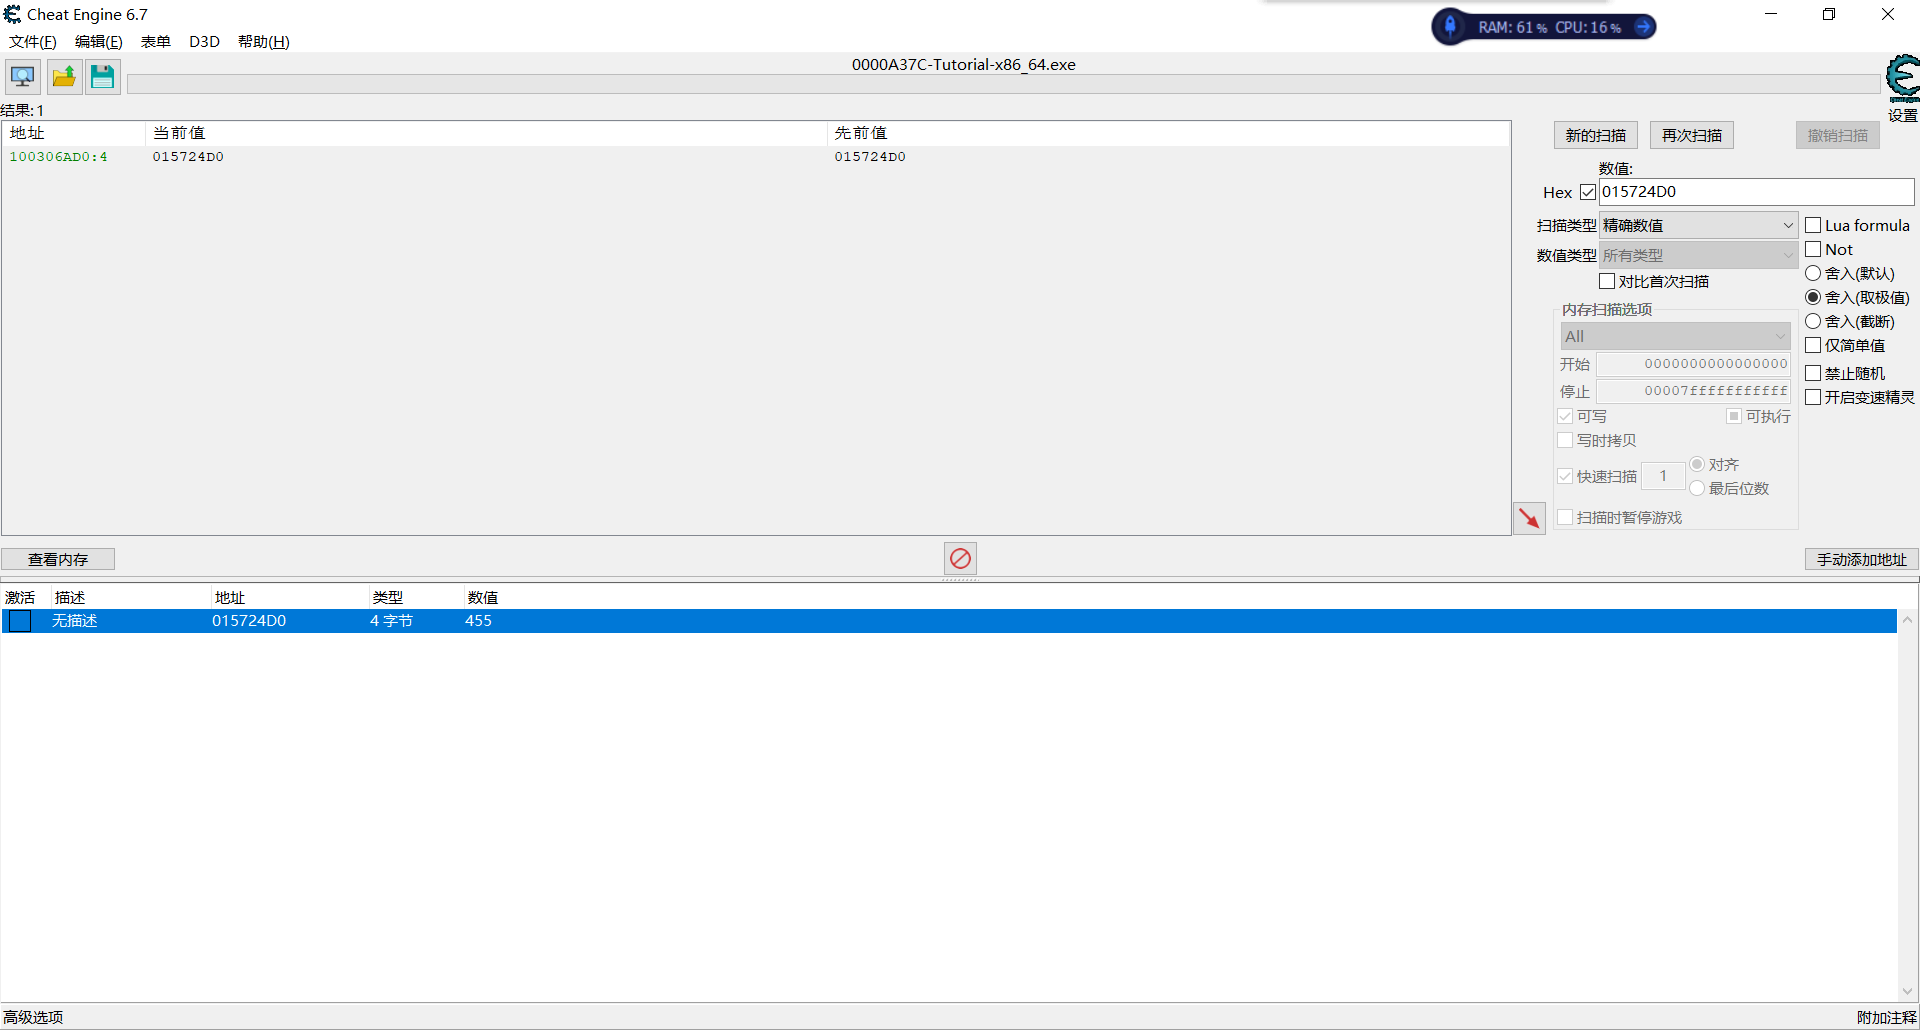 Cheat Engine 6.7
RAM: 61% CPU: 16%
文件(F) 编辑(E) 表单 D3D 帮助(H)
0000A37C-Tutorial-x86_64.exe
结果: 1
设置
地址 当前值 先前值
100306AD0:4 015724D0 015724D0
新的扫描 再次扫描 撤销扫描
数值:
Hex 015724D0
扫描类型 精确数值
数值类型 所有类型
对比首次扫描
Lua formula
Not
舍入(默认)
舍入(取极值)
舍入(截断)
仅简单值
禁止随机
开启变速精灵
内存扫描选项
All
开始 0000000000000000
停止 00007fffffffffff
可写 可执行
写时拷贝
快速扫描 1 对齐
最后位数
扫描时暂停游戏
查看内存 手动添加地址
激活 描述 地址 类型 数值
无描述 015724D0 4 字节 455
高级选项 附加注释